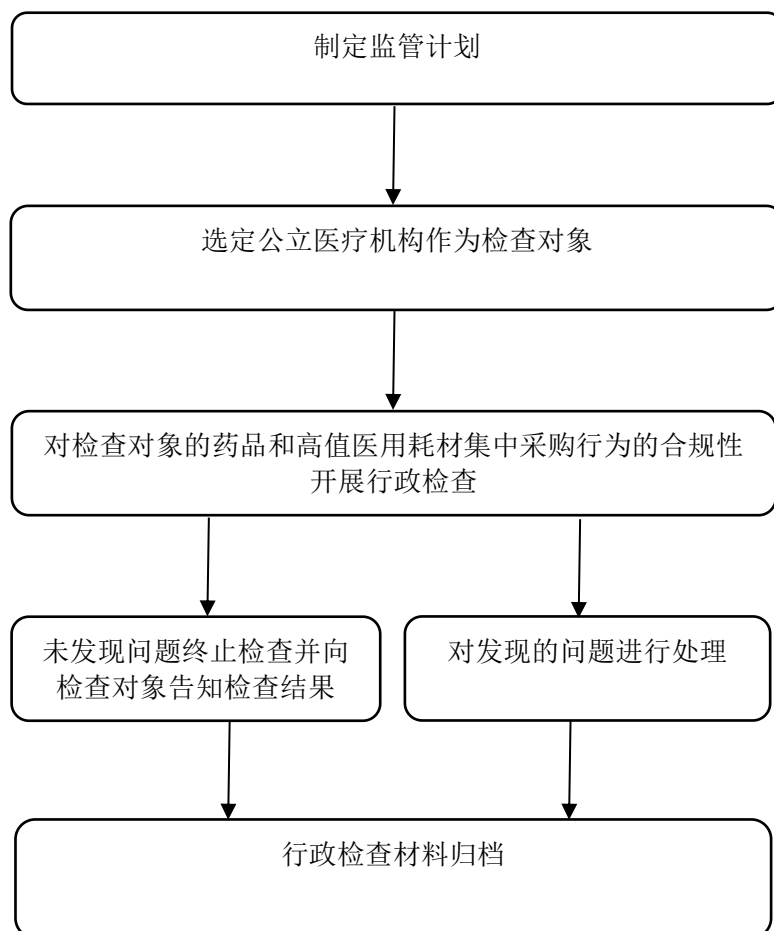 制定监管计划
选定公立医疗机构作为检查对象
对检查对象的药品和高值医用耗材集中采购行为的合规性
开展行政检查
未发现问题终止检查并向
检查对象告知检查结果
对发现的问题进行处理
行政检查材料归档